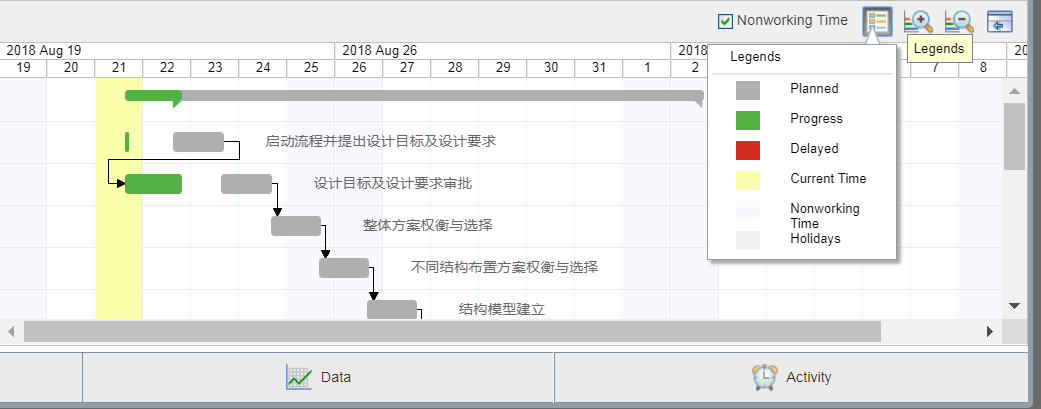 Nonworking Time
Legends
2018 Aug 19 2018 Aug 26 2018 20
19 20 21 22 23 24 25 26 27 28 29 30 31 1 2 7 8
Legends
Planned
Progress
Delayed
Current Time
Nonworking
Time
Holidays
启动流程并提出设计目标及设计要求
设计目标及设计要求审批
整体方案权衡与选择
不同结构布置方案权衡与选择
结构模型建立
Data Activity